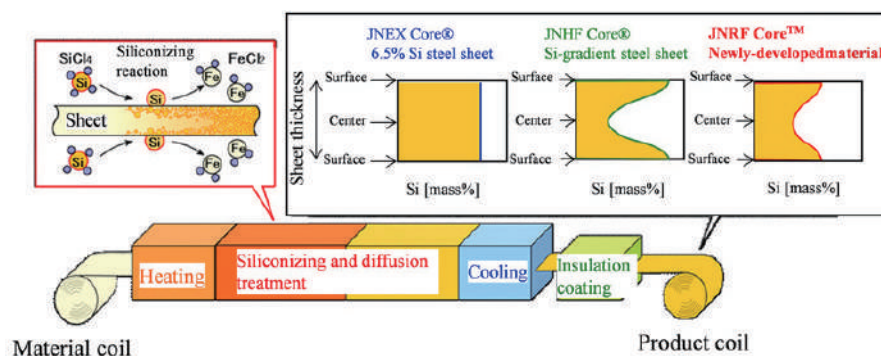 SiCl4
Siliconizing
reaction
FeCl2
Si
Si
Fe
Fe
Sheet
Si
Si
Fe
Fe
JNEX Core®
6.5% Si steel sheet
JNHF Core®
Si-gradient steel sheet
JNRF Core™
Newly-developedmaterial
Sheet thickness
Surface
Center
Surface
Si [mass%]
Surface
Center
Surface
Si [mass%]
Surface
Center
Surface
Si [mass%]
Heating
Siliconizing and diffusion
treatment
Cooling
Insulation
coating
Material coil
Product coil